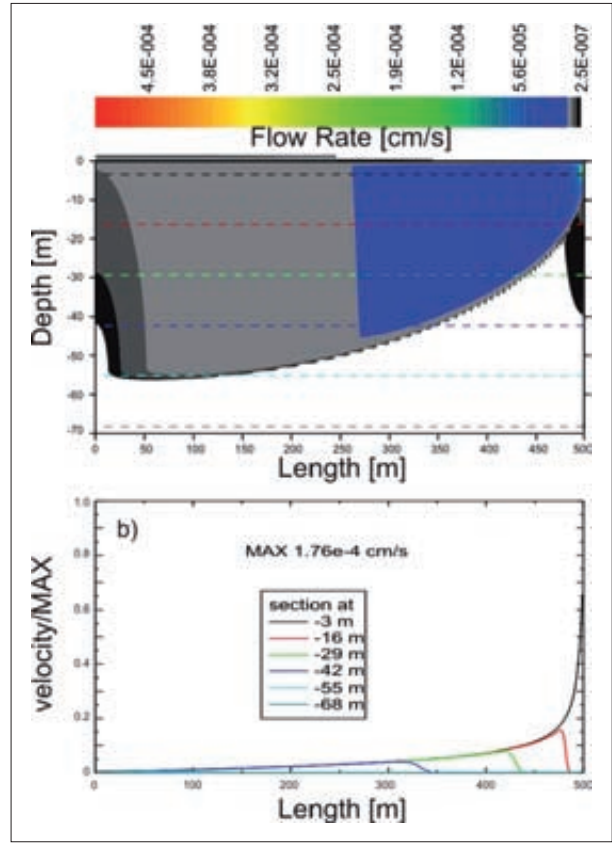 4.5E-004 3.8E-004 3.2E-004 2.5E-004 1.9E-004 1.2E-004 5.6E-005 2.5E-007
Flow Rate [cm/s]
Depth [m]
0
-10
-20
-30
-40
-50
-60
-70
0 50 100 150 200 250 300 350 400 450 500
Length [m]
velocity/MAX
1.0
0.8
0.6
0.4
0.2
0
b)
MAX 1.76e-4 cm/s
section at
-3 m
-16 m
-29 m
-42 m
-55 m
-68 m
0 100 200 300 400 500
Length [m]